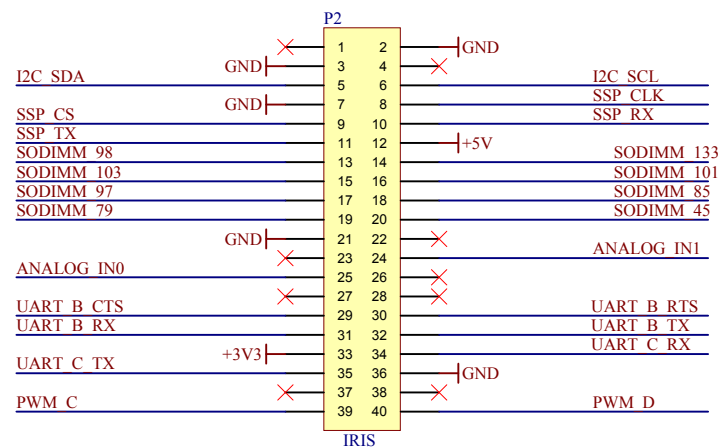 P2
1 2 GND
GND 3 4
I2C_SDA 5 6 I2C_SCL
GND 7 8 SSP_CLK
SSP_CS 9 10 SSP_RX
SSP_TX 11 12 +5V
SODIMM_98 13 14 SODIMM_133
SODIMM_103 15 16 SODIMM_101
SODIMM_97 17 18 SODIMM_85
SODIMM_79 19 20 SODIMM_45
GND 21 22
23 24 ANALOG_IN1
ANALOG_IN0 25 26
27 28
UART_B_CTS 29 30 UART_B_RTS
UART_B_RX 31 32 UART_B_TX
+3V3 33 34 UART_C_RX
UART_C_TX 35 36 GND
37 38
PWM_C 39 40 PWM_D
IRIS